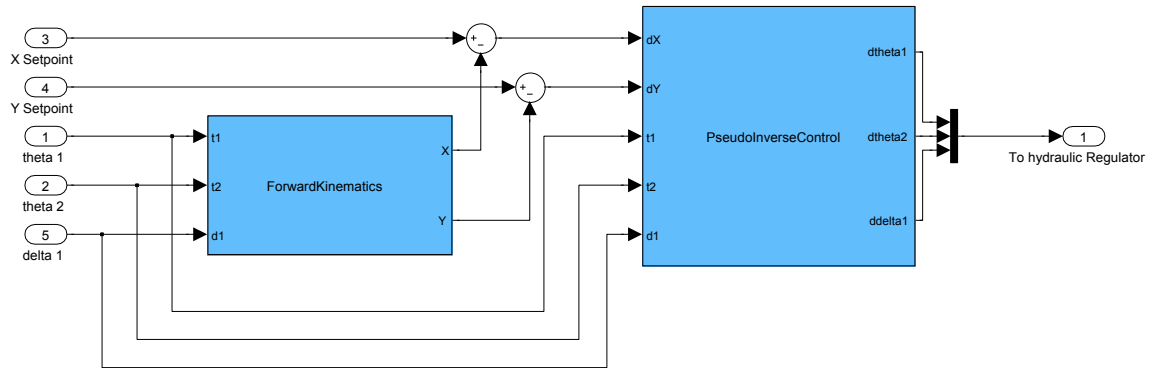 3
X Setpoint
4
Y Setpoint
1
theta 1
2
theta 2
5
delta 1
+
−
+
−
t1
t2
d1
ForwardKinematics
X
Y
dX
dY
t1
t2
d1
PseudoInverseControl
dtheta1
dtheta2
ddelta1
1
To hydraulic Regulator